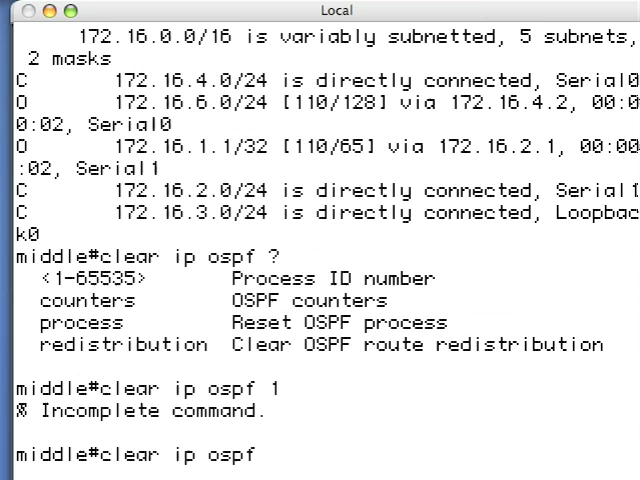 Local
172.16.0.0/16 is variably subnetted, 5 subnets,
2 masks
C 172.16.4.0/24 is directly connected, Serial0
O 172.16.6.0/24 [110/128] via 172.16.4.2, 00:0
0:02, Serial0
O 172.16.1.1/32 [110/65] via 172.16.2.1, 00:00
:02, Serial1
C 172.16.2.0/24 is directly connected, Serial1
C 172.16.3.0/24 is directly connected, Loopbac
k0
middle#clear ip ospf ?
<1-65535> Process ID number
counters OSPF counters
process Reset OSPF process
redistribution Clear OSPF route redistribution
middle#clear ip ospf 1
% Incomplete command.
middle#clear ip ospf